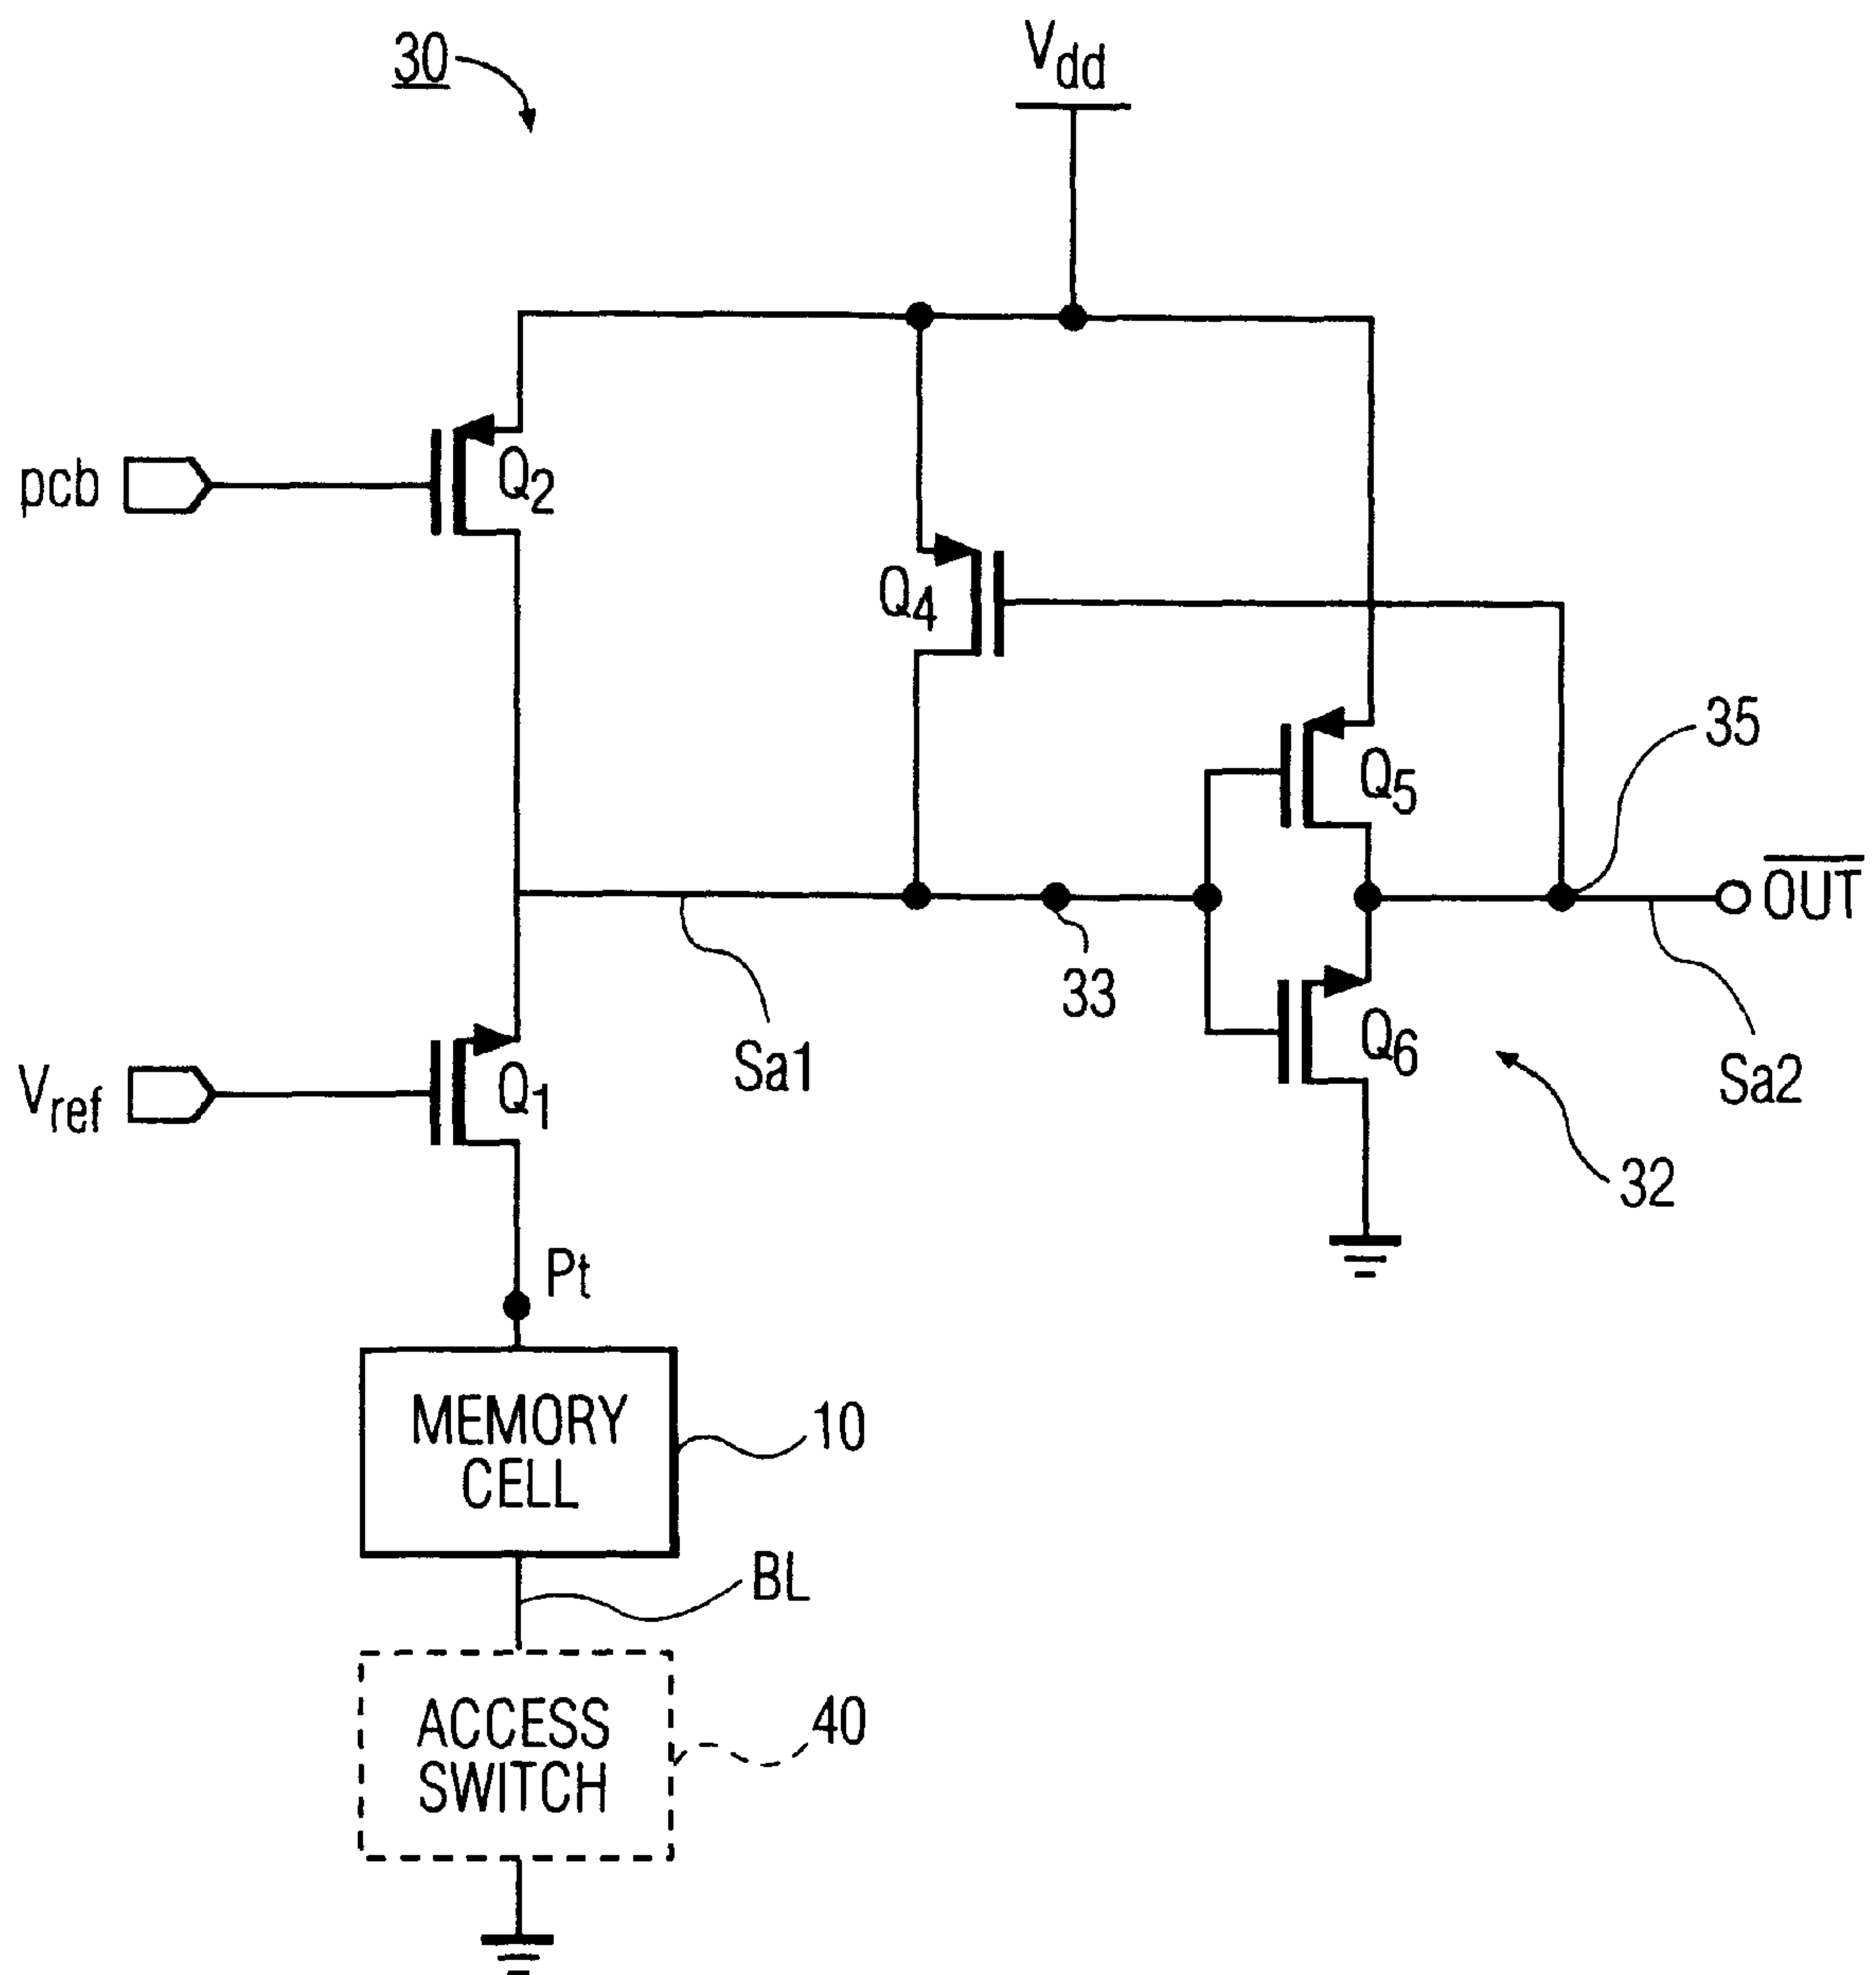 30
Vdd
pcb
Q2
Q4
Q5
35
OUT
33
Sa1
Q6
Sa2
Vref
Q1
32
Pt
MEMORY
CELL
10
BL
ACCESS
SWITCH
40